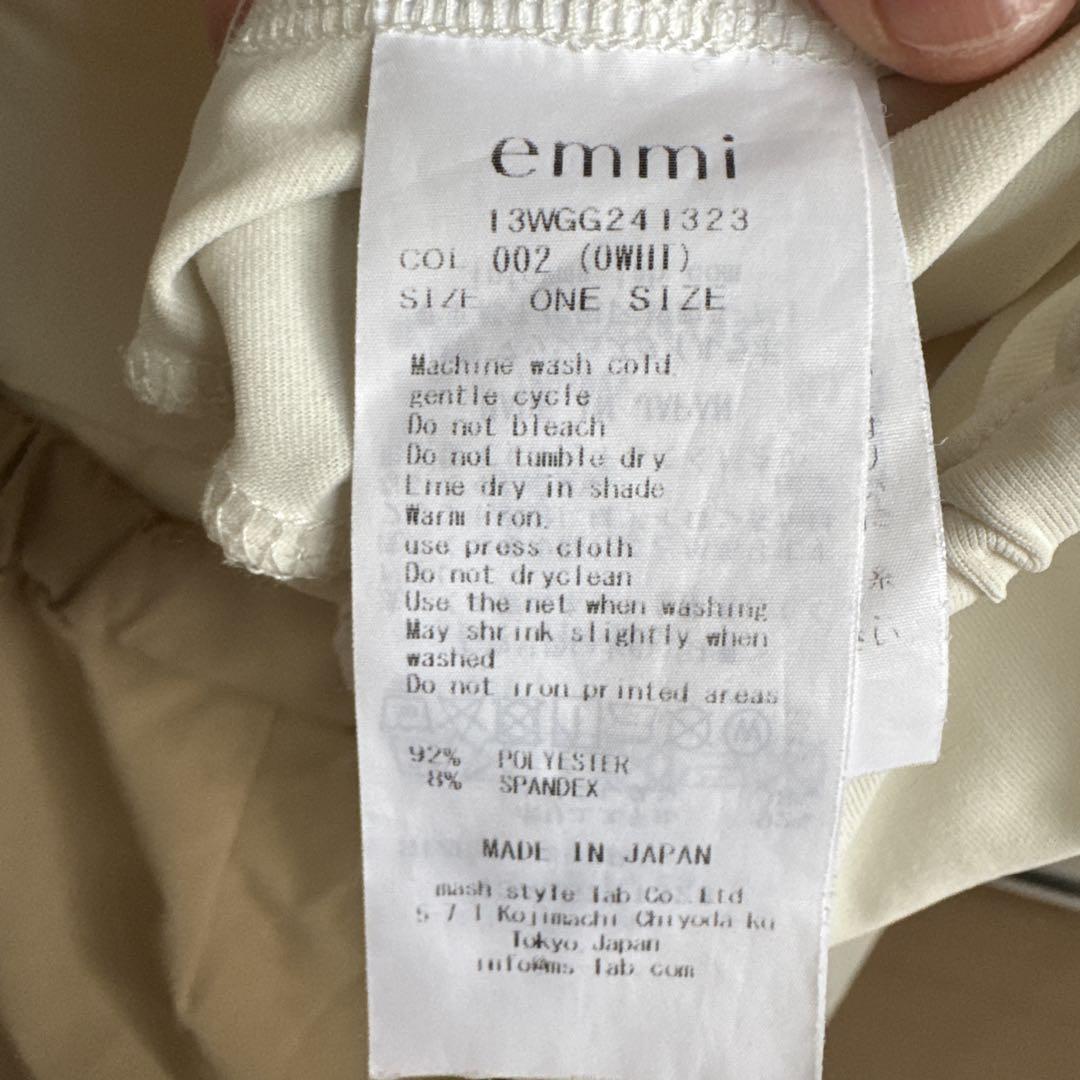 emmi
13WGG241323
COL 002 (OWHT)
SIZE ONE SIZE
Machine wash cold,
gentle cycle
Do not bleach
Do not tumble dry
Line dry in shade
Warm iron,
use press cloth
Do not dryclean
Use the net when washing
May shrink slightly when
washed
Do not iron printed areas
92% POLYESTER
8% SPANDEX
MADE IN JAPAN
mash style lab Co. Ltd
5-7-1 Kojimachi Chiyoda-ku
Tokyo, Japan
info@ms-lab.com